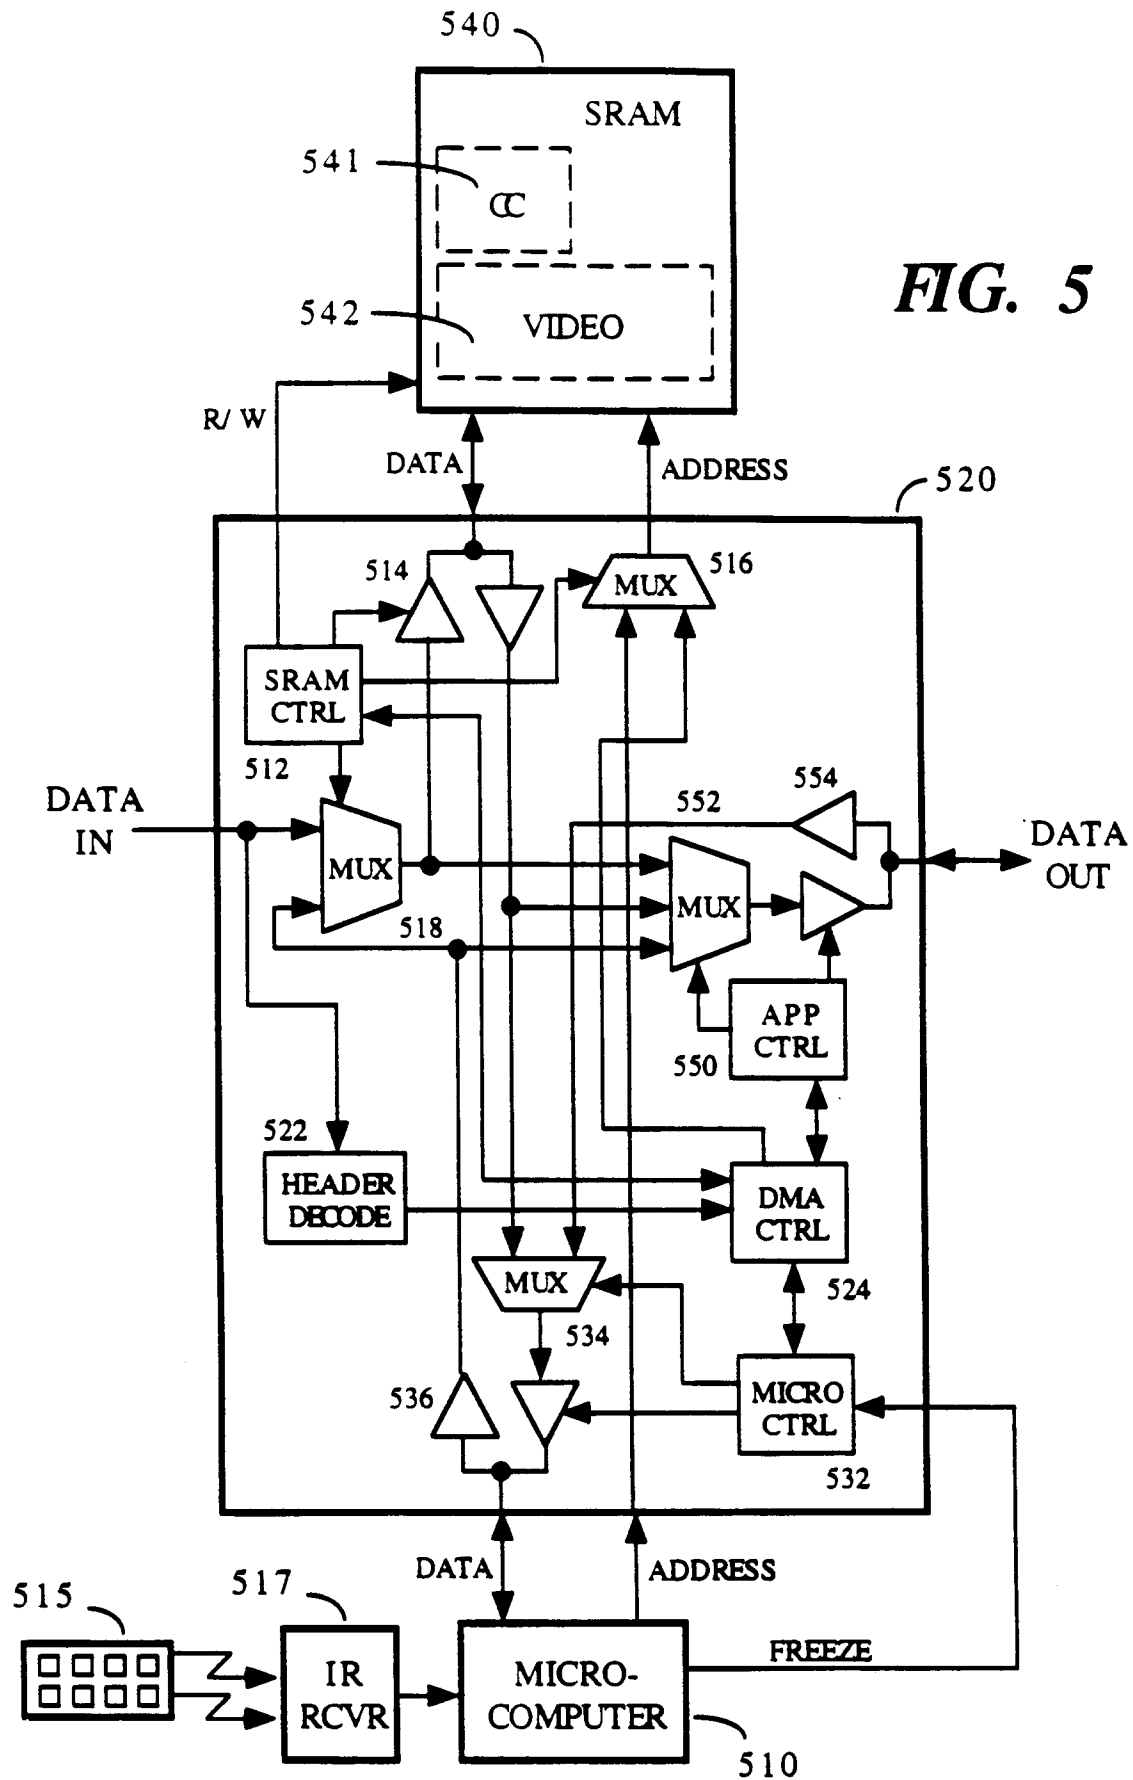 540
SRAM
541
CC
FIG. 5
542
VIDEO
R/ W
DATA
ADDRESS
520
514
MUX
516
SRAM
CTRL
512
DATA
IN
552
554
MUX
DATA
OUT
MUX
518
APP
CTRL
550
522
HEADER
DECODE
DMA
CTRL
MUX
524
534
536
MICRO
CTRL
532
DATA
ADDRESS
515
517
FREEZE
IR
RCVR
MICRO-
COMPUTER
510